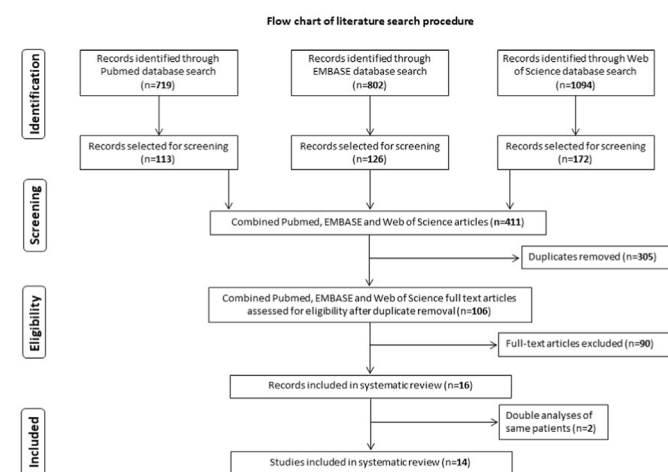 Flow chart of literature search procedure
Identification
Records identified through
Pubmed database search
(n=719)
Records identified through
EMBASE database search
(n=802)
Records identified through Web
of Science database search
(n=1094)
Records selected for screening
(n=113)
Records selected for screening
(n=126)
Records selected for screening
(n=172)
Screening
Combined Pubmed, EMBASE and Web of Science articles (n=411)
Duplicates removed (n=305)
Eligibility
Combined Pubmed, EMBASE and Web of Science full text articles
assessed for eligibility after duplicate removal (n=106)
Full-text articles excluded (n=90)
Records included in systematic review (n=16)
Included
Double analyses of
same patients (n=2)
Studies included in systematic review (n=14)